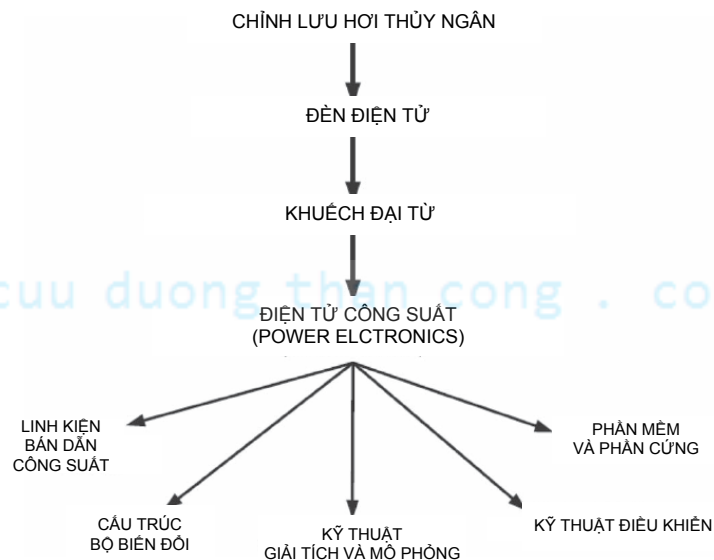 CHỈNH LƯU HƠI THỦY NGÂN
ĐÈN ĐIỆN TỬ
KHUẾCH ĐẠI TỪ
cuu duong than cong . co
ĐIỆN TỬ CÔNG SUẤT
(POWER ELCTRONICS)
LINH KIỆN
BÁN DẪN
CÔNG SUẤT
PHẦN MỀM
VÀ PHẦN CỨNG
CẤU TRÚC
BỘ BIẾN ĐỔI
KỸ THUẬT
GIẢI TÍCH VÀ MÔ PHỎNG
KỸ THUẬT ĐIỀU KHIỂN